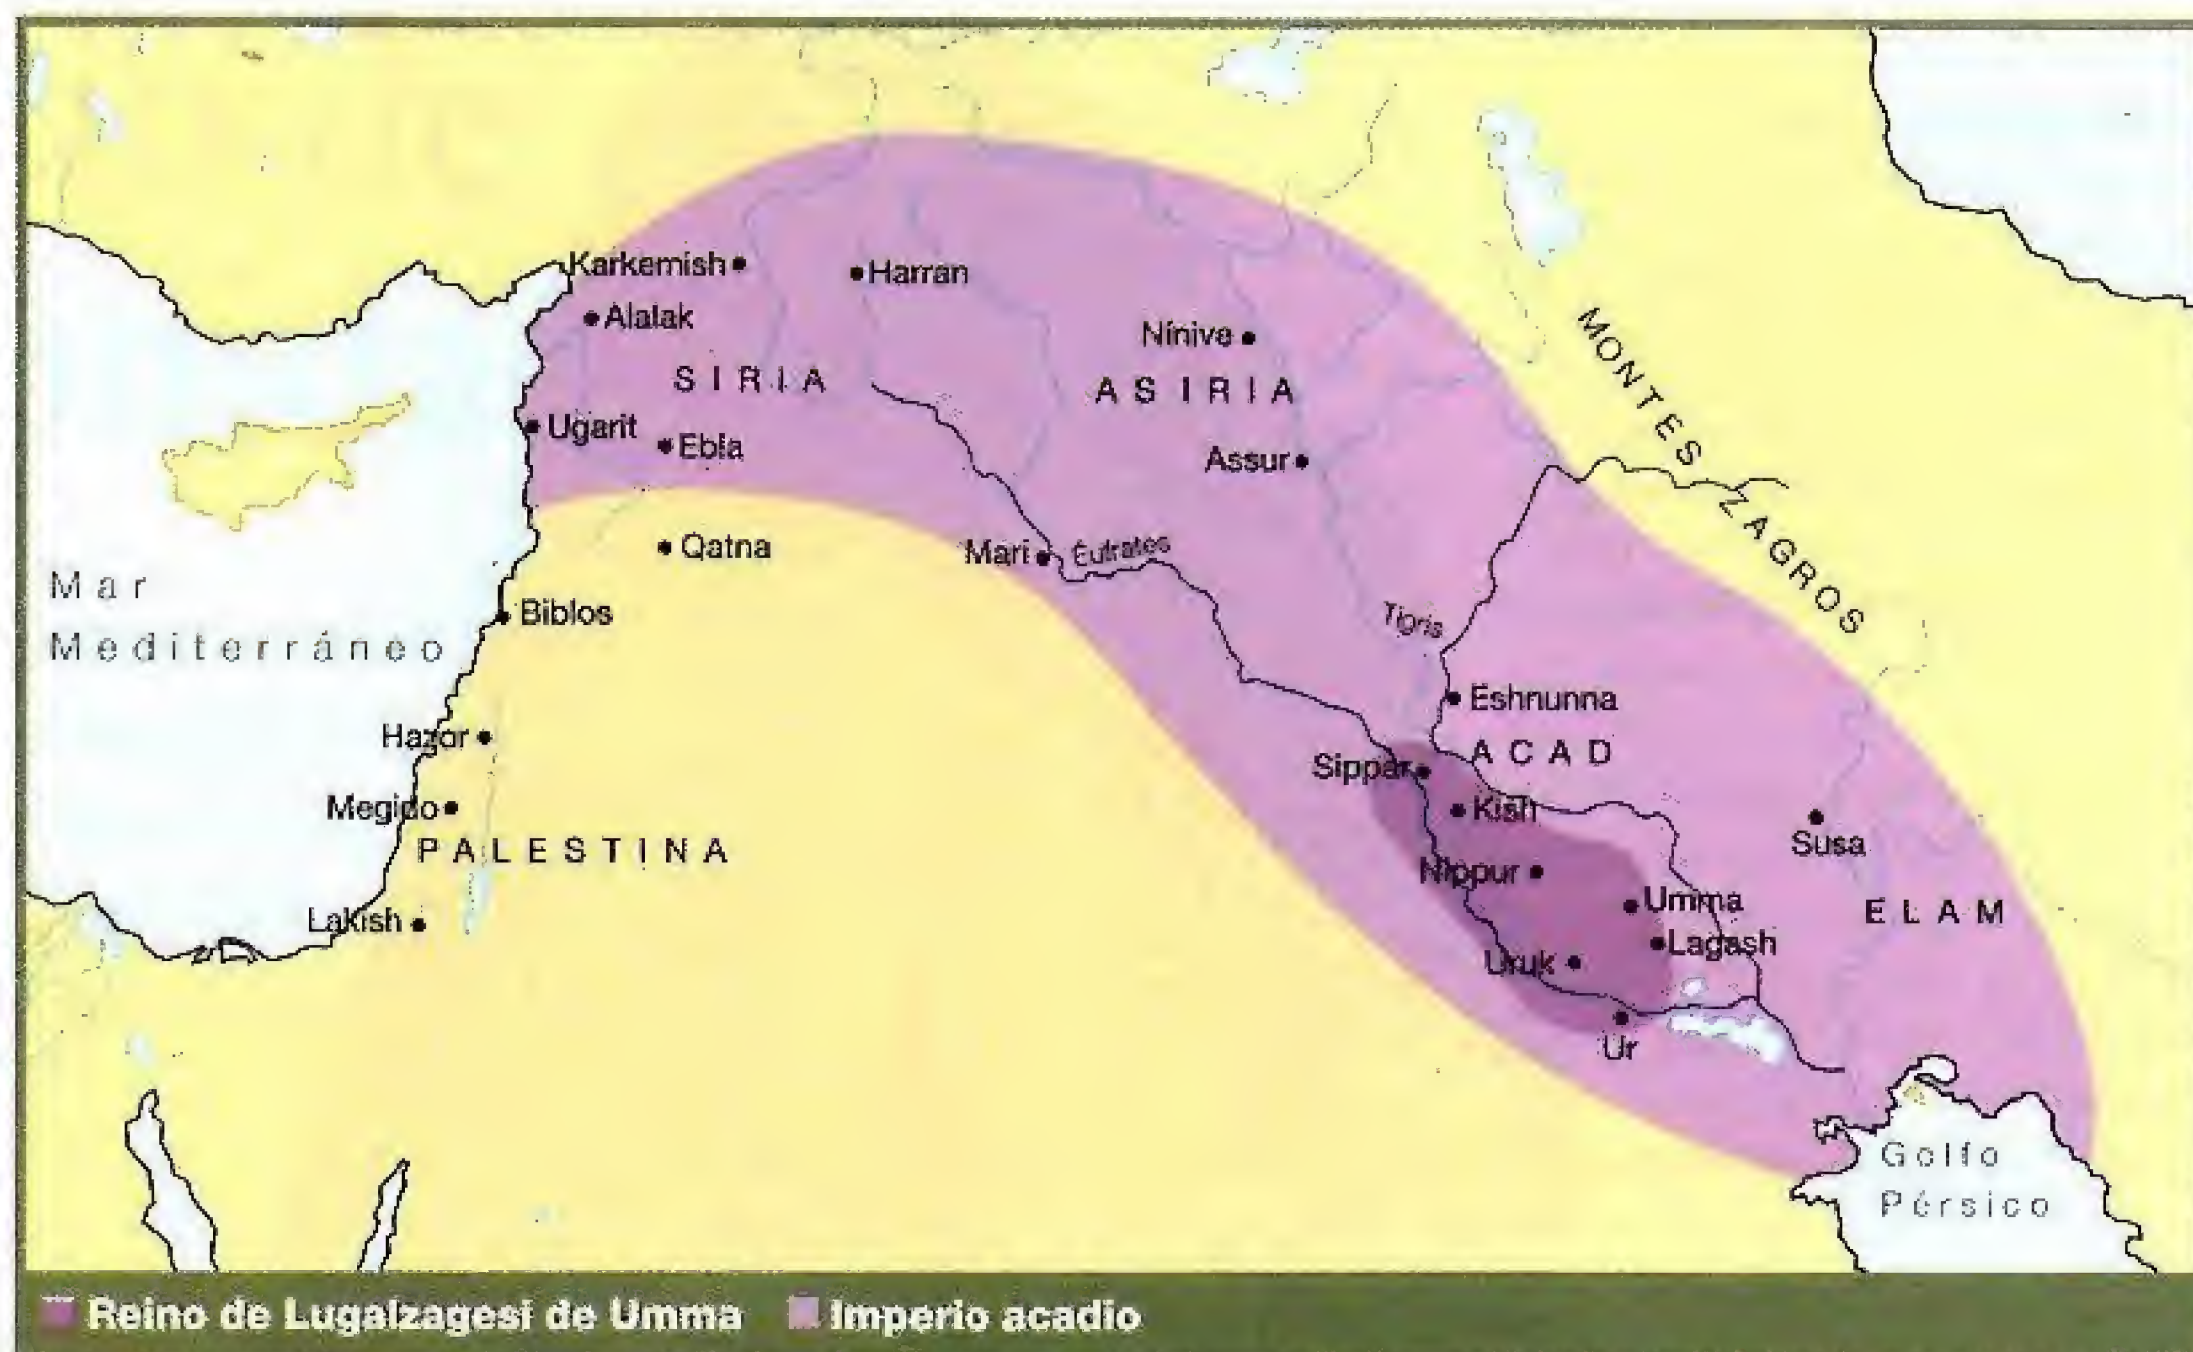 Karkemish
Harran
Alalak
Nínive
MONTES ZAGROS
SIRIA
ASIRIA
Ugarit
Ebla
Assur
Qatna
Mari
Éufrates
Mar
Mediterráneo
Biblos
Tigris
Eshnunna
Hazor
ACAD
Sippar
Megido
Kish
Susa
PALESTINA
Nippur
Umma
ELAM
Lakish
Lagash
Uruk
Ur
Golfo
Pérsico
Reino de Lugalzagesi de Umma
Imperio acadio